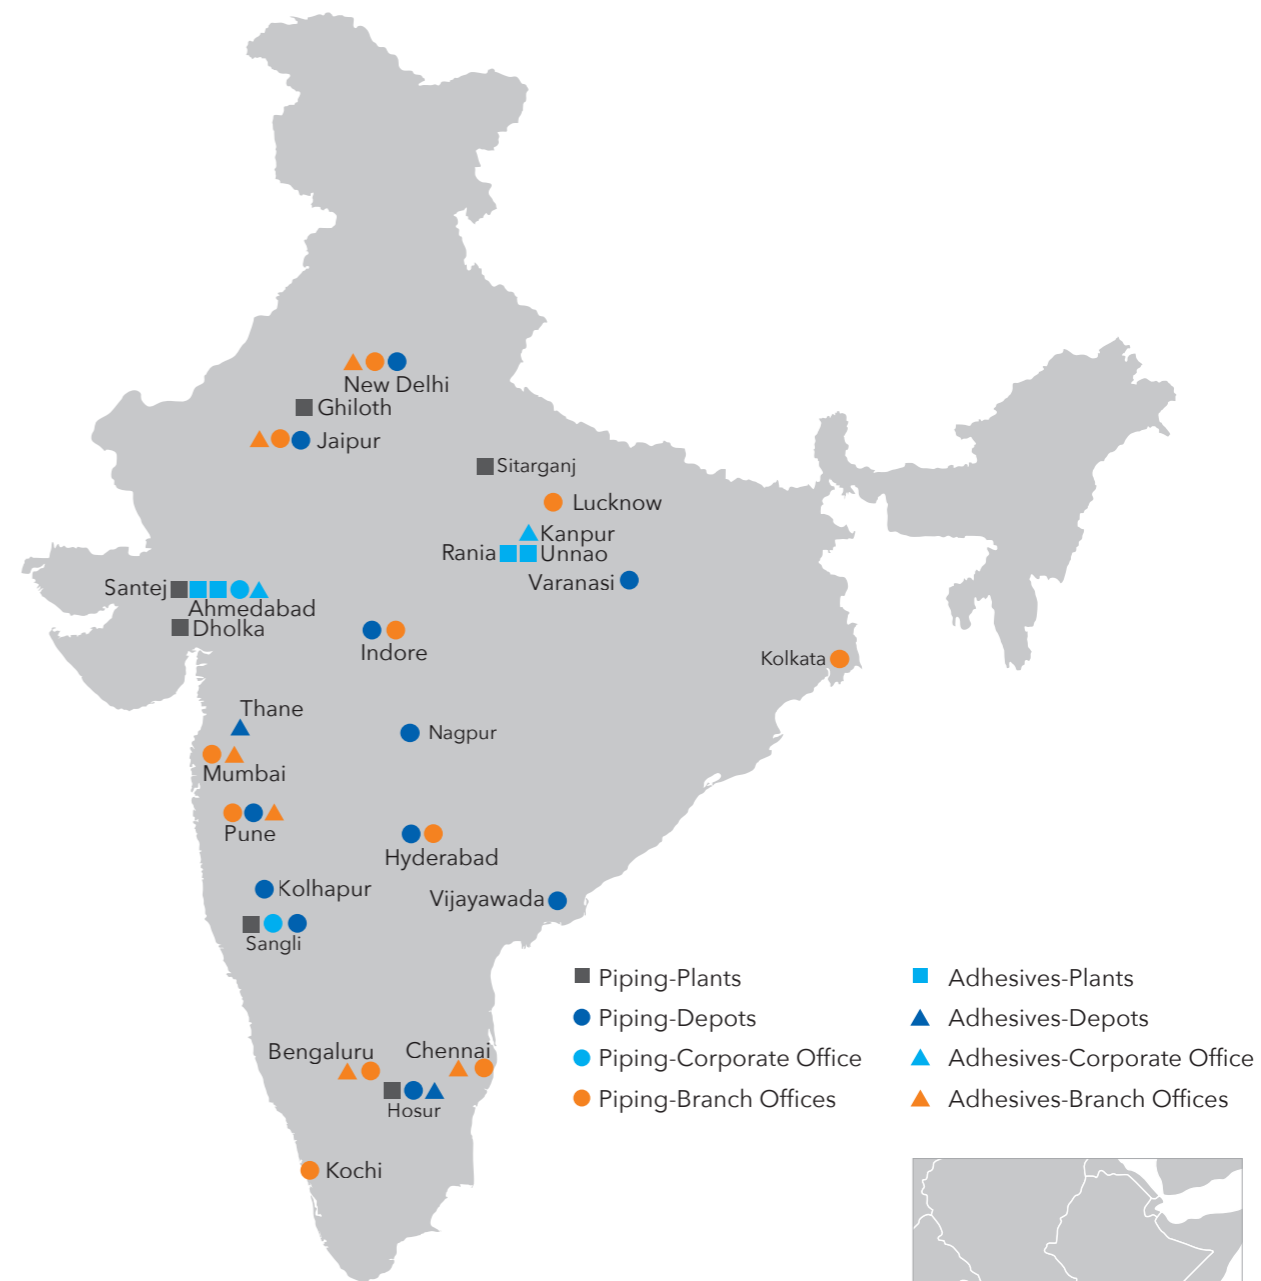 New Delhi
Ghiloth
Jaipur
Sitarganj
Lucknow
Kanpur
Rania
Unnao
Varanasi
Santej
Ahmedabad
Dholka
Indore
Kolkata
Thane
Nagpur
Mumbai
Pune
Hyderabad
Kolhapur
Vijayawada
Sangli
Piping-Plants
Adhesives-Plants
Piping-Depots
Adhesives-Depots
Bengaluru
Chennai
Piping-Corporate Office
Adhesives-Corporate Office
Hosur
Piping-Branch Offices
Adhesives-Branch Offices
Kochi